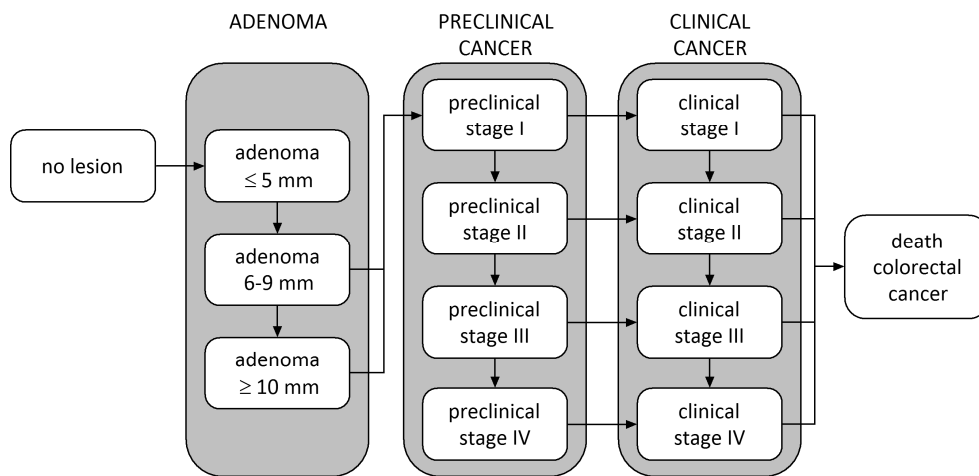 ADENOMA
PRECLINICAL
CANCER
CLINICAL
CANCER
no lesion
adenoma
≤ 5 mm
adenoma
6-9 mm
adenoma
≥ 10 mm
preclinical
stage I
preclinical
stage II
preclinical
stage III
preclinical
stage IV
clinical
stage I
clinical
stage II
clinical
stage III
clinical
stage IV
death
colorectal
cancer